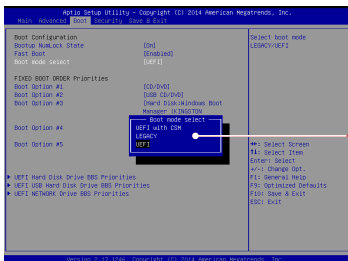 Aptio Setup Utility - Copyright (C) 2014 American Megatrends, Inc.
Main Advanced Boot Security Save & Exit
Boot Configuration
Bootup NumLock State [On]
Fast Boot [Enabled]
Boot mode select [UEFI]
FIXED BOOT ORDER Priorities
Boot Option #1 [CD/DVD]
Boot Option #2 [USB CD/DVD]
Boot Option #3 [Hard Disk:Windows Boot
Manager (KINGSTON
Boot Option #4
Boot Option #5
Boot mode select
UEFI with CSM
LEGACY
UEFI
UEFI Hard Disk Drive BBS Priorities
UEFI USB Hard Disk Drive BBS Priorities
UEFI NETWORK Drive BBS Priorities
Select boot mode
LEGACY/UEFI
→←: Select Screen
↑↓: Select Item
Enter: Select
+/-: Change Opt.
F1: General Help
F9: Optimized Defaults
F10: Save & Exit
ESC: Exit
Version 2.17.1246. Copyright (C) 2014 American Megatrends, Inc.